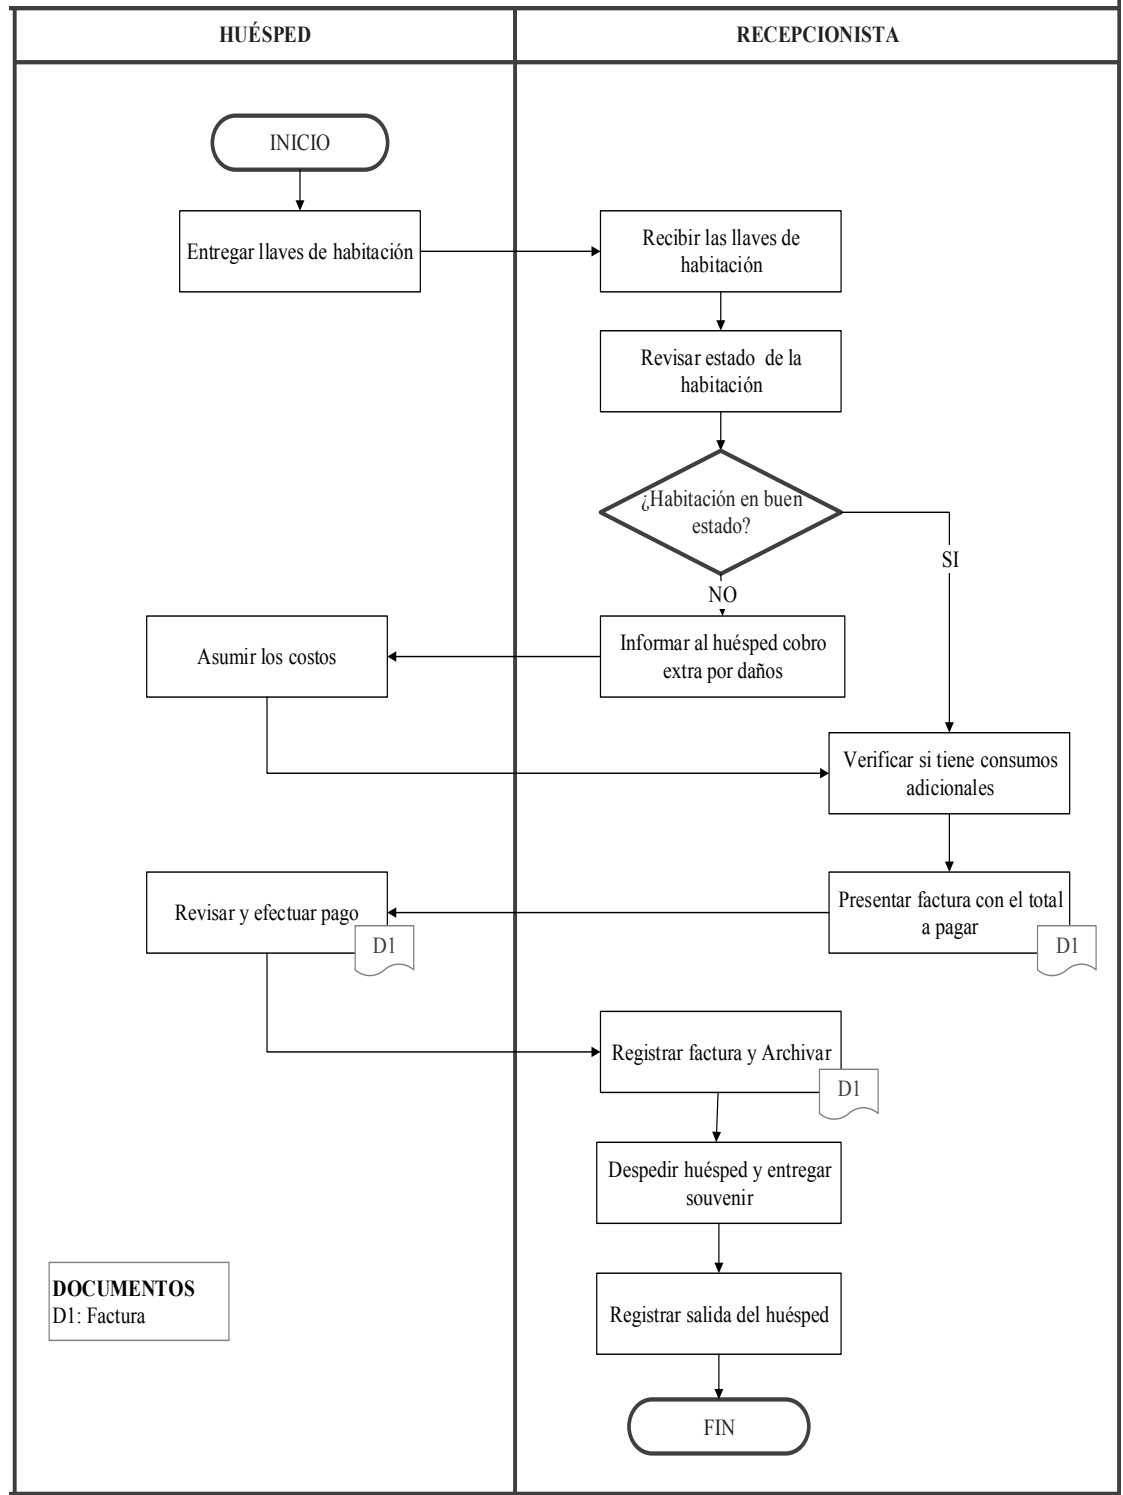 HUÉSPED
RECEPCIONISTA
INICIO
Entregar llaves de habitación
Recibir las llaves de
habitación
Revisar estado de la
habitación
¿Habitación en buen
estado?
SI
NO
Informar al huésped cobro
extra por daños
Asumir los costos
Verificar si tiene consumos
adicionales
Presentar factura con el total
a pagar
D1
Revisar y efectuar pago
D1
Registrar factura y Archivar
D1
Despedir huésped y entregar
souvenir
Registrar salida del huésped
FIN
DOCUMENTOS
D1: Factura